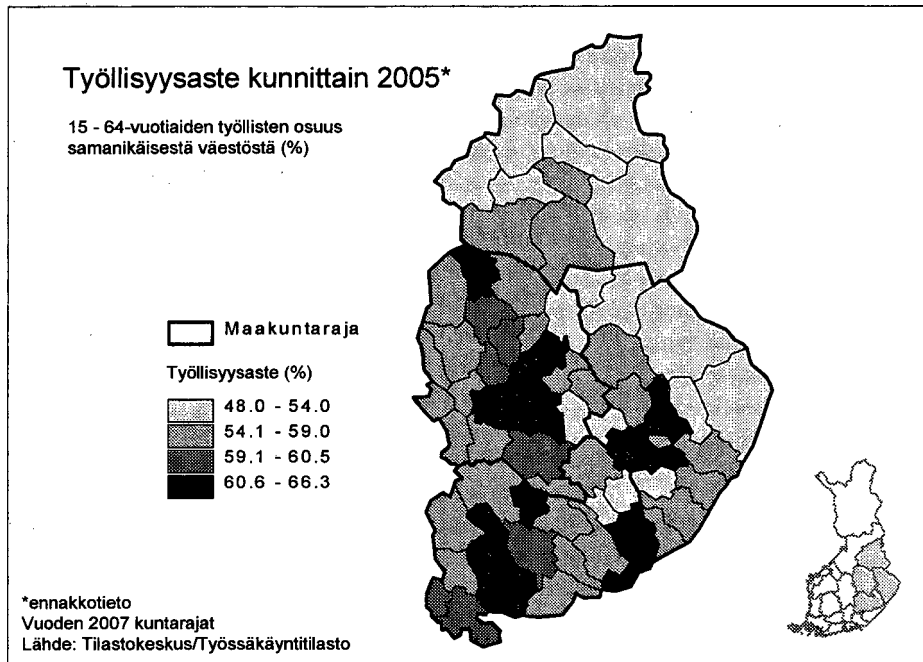 Työllisyysaste kunnittain 2005*
15 - 64-vuotiaiden työllisten osuus
samanikäisestä väestöstä (%)
Maakuntaraja
Työllisyysaste (%)
48.0 - 54.0
54.1 - 59.0
59.1 - 60.5
60.6 - 66.3
*ennakkotieto
Vuoden 2007 kuntarajat
Lähde: Tilastokeskus/Työssäkäyntitilasto